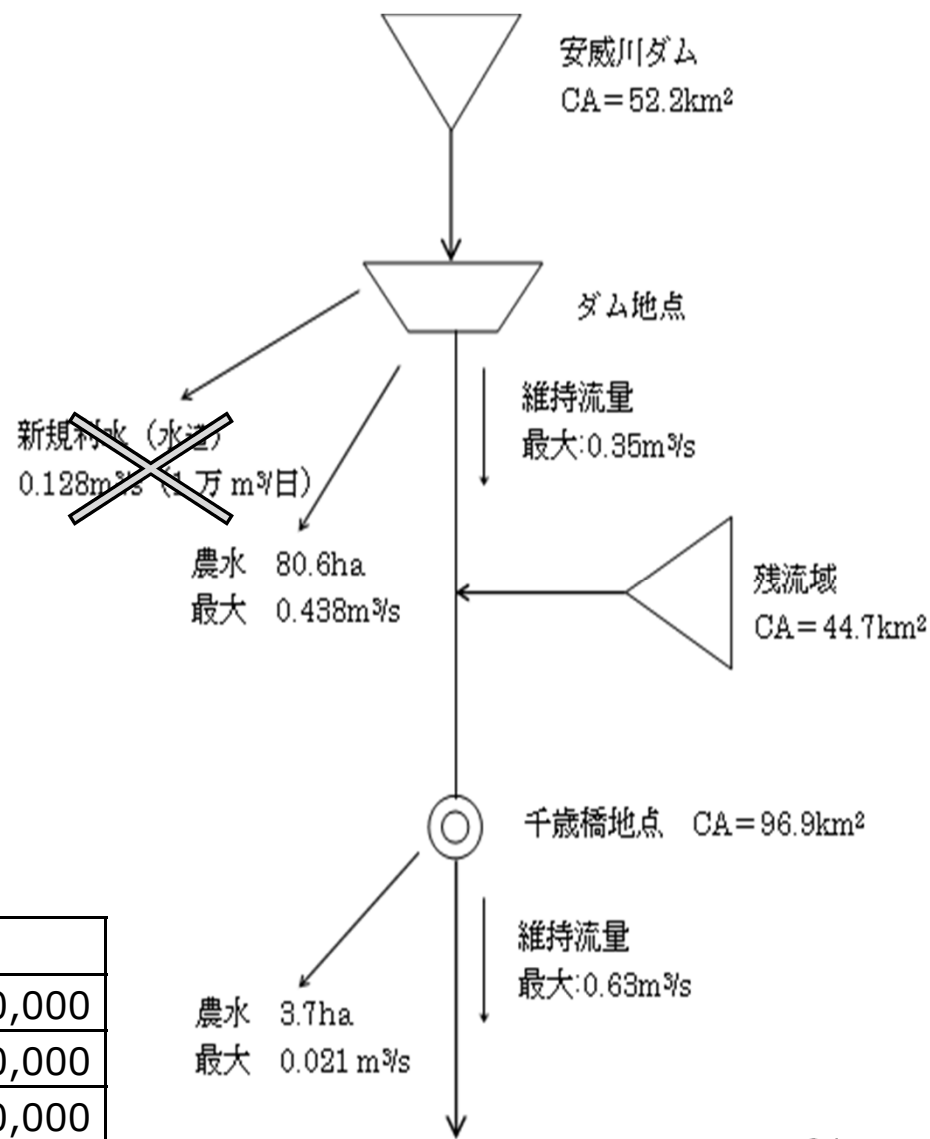 安威川ダム
CA=52.2km²
ダム地点
維持流量
最大:0.35m³/s
新規利水(水道)
0.128m³/s(1万m³/日)
農水 80.6ha
最大 0.438m³/s
残流域
CA=44.7km²
千歳橋地点 CA=96.9km²
維持流量
最大:0.63m³/s
農水 3.7ha
最大 0.021m³/s
0,000
0,000
0,000